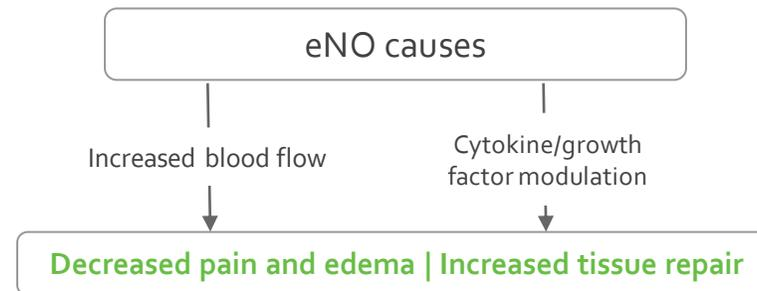 eNO causes
Increased blood flow
Cytokine/growth
factor modulation
Decreased pain and edema | Increased tissue repair